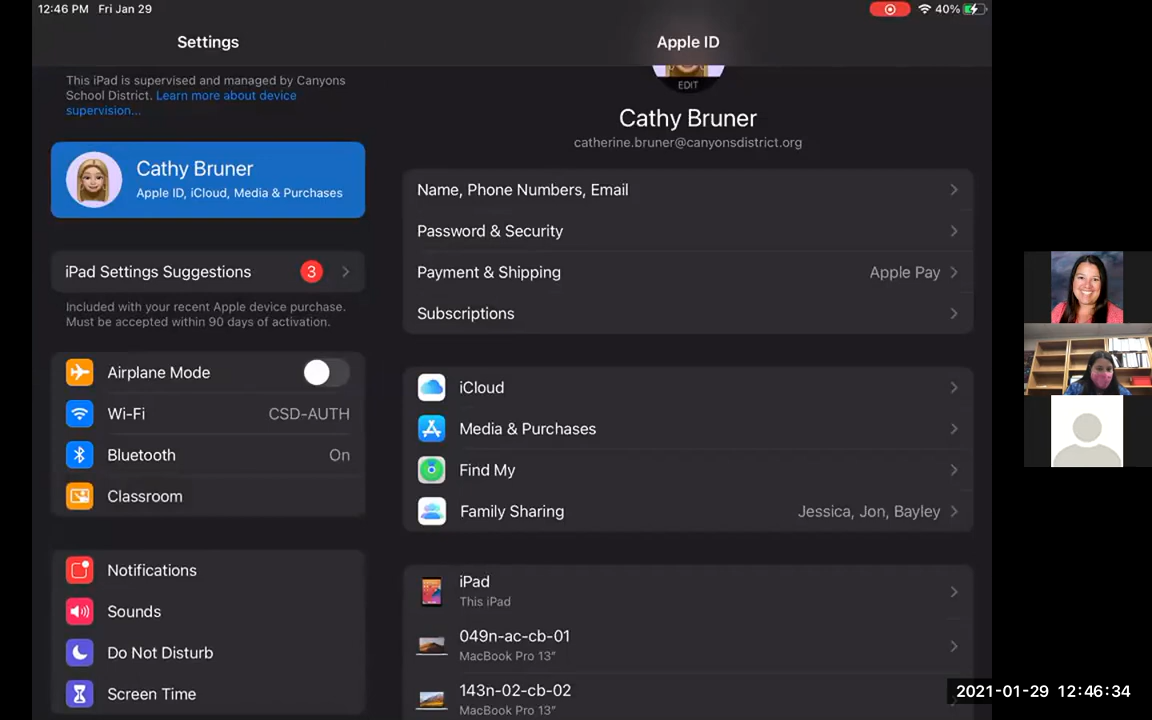 12:46 PM Fri Jan 29
40%
Settings
Apple ID
This iPad is supervised and managed by Canyons
School District. Learn more about device
supervision...
Cathy Bruner
Apple ID, iCloud, Media & Purchases
iPad Settings Suggestions
3
Included with your recent Apple device purchase.
Must be accepted within 90 days of activation.
Airplane Mode
Wi-Fi
CSD-AUTH
Bluetooth
On
Classroom
Notifications
Sounds
Do Not Disturb
Screen Time
EDIT
Cathy Bruner
catherine.bruner@canyonsdistrict.org
Name, Phone Numbers, Email
Password & Security
Payment & Shipping
Apple Pay
Subscriptions
iCloud
Media & Purchases
Find My
Family Sharing
Jessica, Jon, Bayley
iPad
This iPad
049n-ac-cb-01
MacBook Pro 13"
143n-02-cb-02
MacBook Pro 13"
2021-01-29 12:46:34